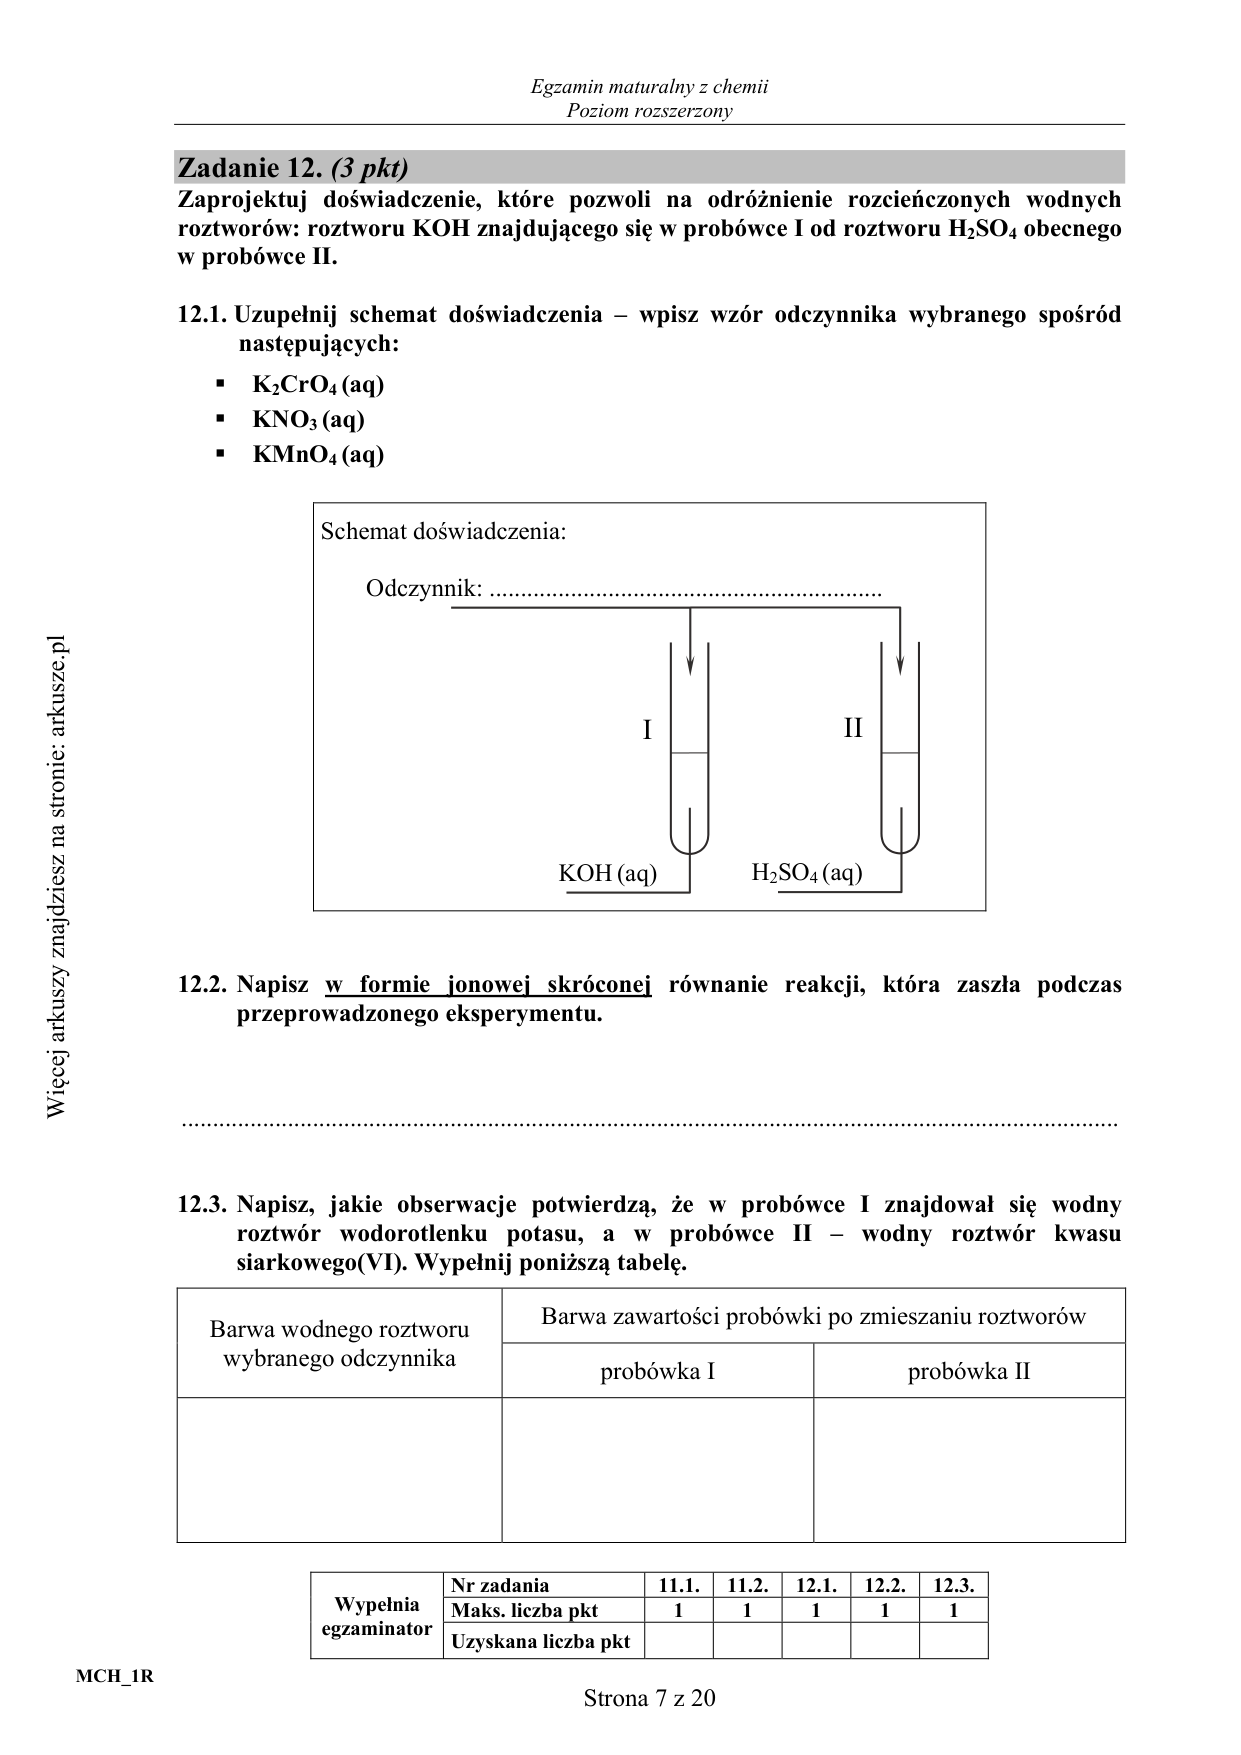 Egzamin maturalny z chemii
Poziom rozszerzony
Zadanie 12. (3 pkt)
Zaprojektuj doświadczenie, które pozwoli na odróżnienie rozcieńczonych wodnych
roztworów: roztworu KOH znajdującego się w probówce I od roztworu H₂SO₄ obecnego
w probówce II.
12.1. Uzupełnij schemat doświadczenia – wpisz wzór odczynnika wybranego spośród
następujących:
▪ K₂CrO₄ (aq)
▪ KNO₃ (aq)
▪ KMnO₄ (aq)
Schemat doświadczenia:
Odczynnik: ...............................................................
I
II
KOH (aq)
H₂SO₄ (aq)
12.2. Napisz w formie jonowej skróconej równanie reakcji, która zaszła podczas
przeprowadzonego eksperymentu.
......................................................................................................................................................
12.3. Napisz, jakie obserwacje potwierdzą, że w probówce I znajdował się wodny
roztwór wodorotlenku potasu, a w probówce II – wodny roztwór kwasu
siarkowego(VI). Wypełnij poniższą tabelę.
Barwa wodnego roztworu
wybranego odczynnika
Barwa zawartości probówki po zmieszaniu roztworów
probówka I
probówka II
Wypełnia
egzaminator
Nr zadania 11.1. 11.2. 12.1. 12.2. 12.3.
Maks. liczba pkt 1 1 1 1 1
Uzyskana liczba pkt
MCH_1R
Strona 7 z 20
Więcej arkuszy znajdziesz na stronie: arkusze.pl